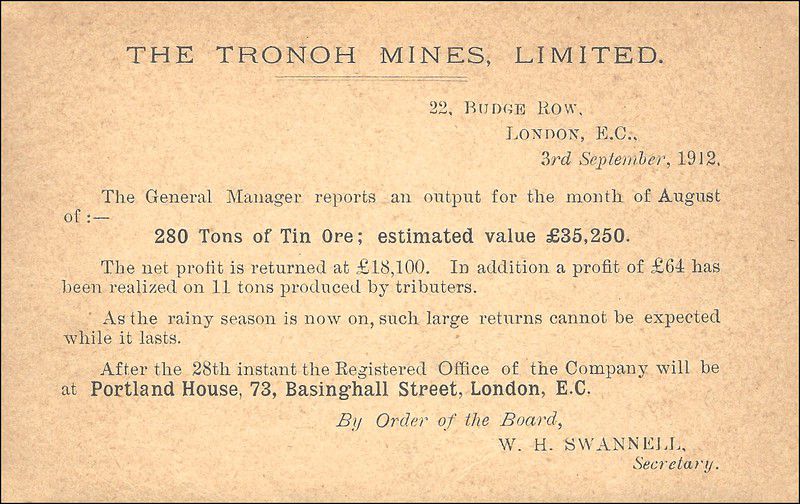 THE TRONOH MINES, LIMITED.
22, BUDGE ROW,
LONDON, E.C.,
3rd September, 1912.
The General Manager reports an output for the month of August
of :—
280 Tons of Tin Ore; estimated value £35,250.
The net profit is returned at £18,100. In addition a profit of £64 has
been realized on 11 tons produced by tributers.
As the rainy season is now on, such large returns cannot be expected
while it lasts.
After the 28th instant the Registered Office of the Company will be
at Portland House, 73, Basinghall Street, London, E.C.
By Order of the Board,
W. H. SWANNELL,
Secretary.